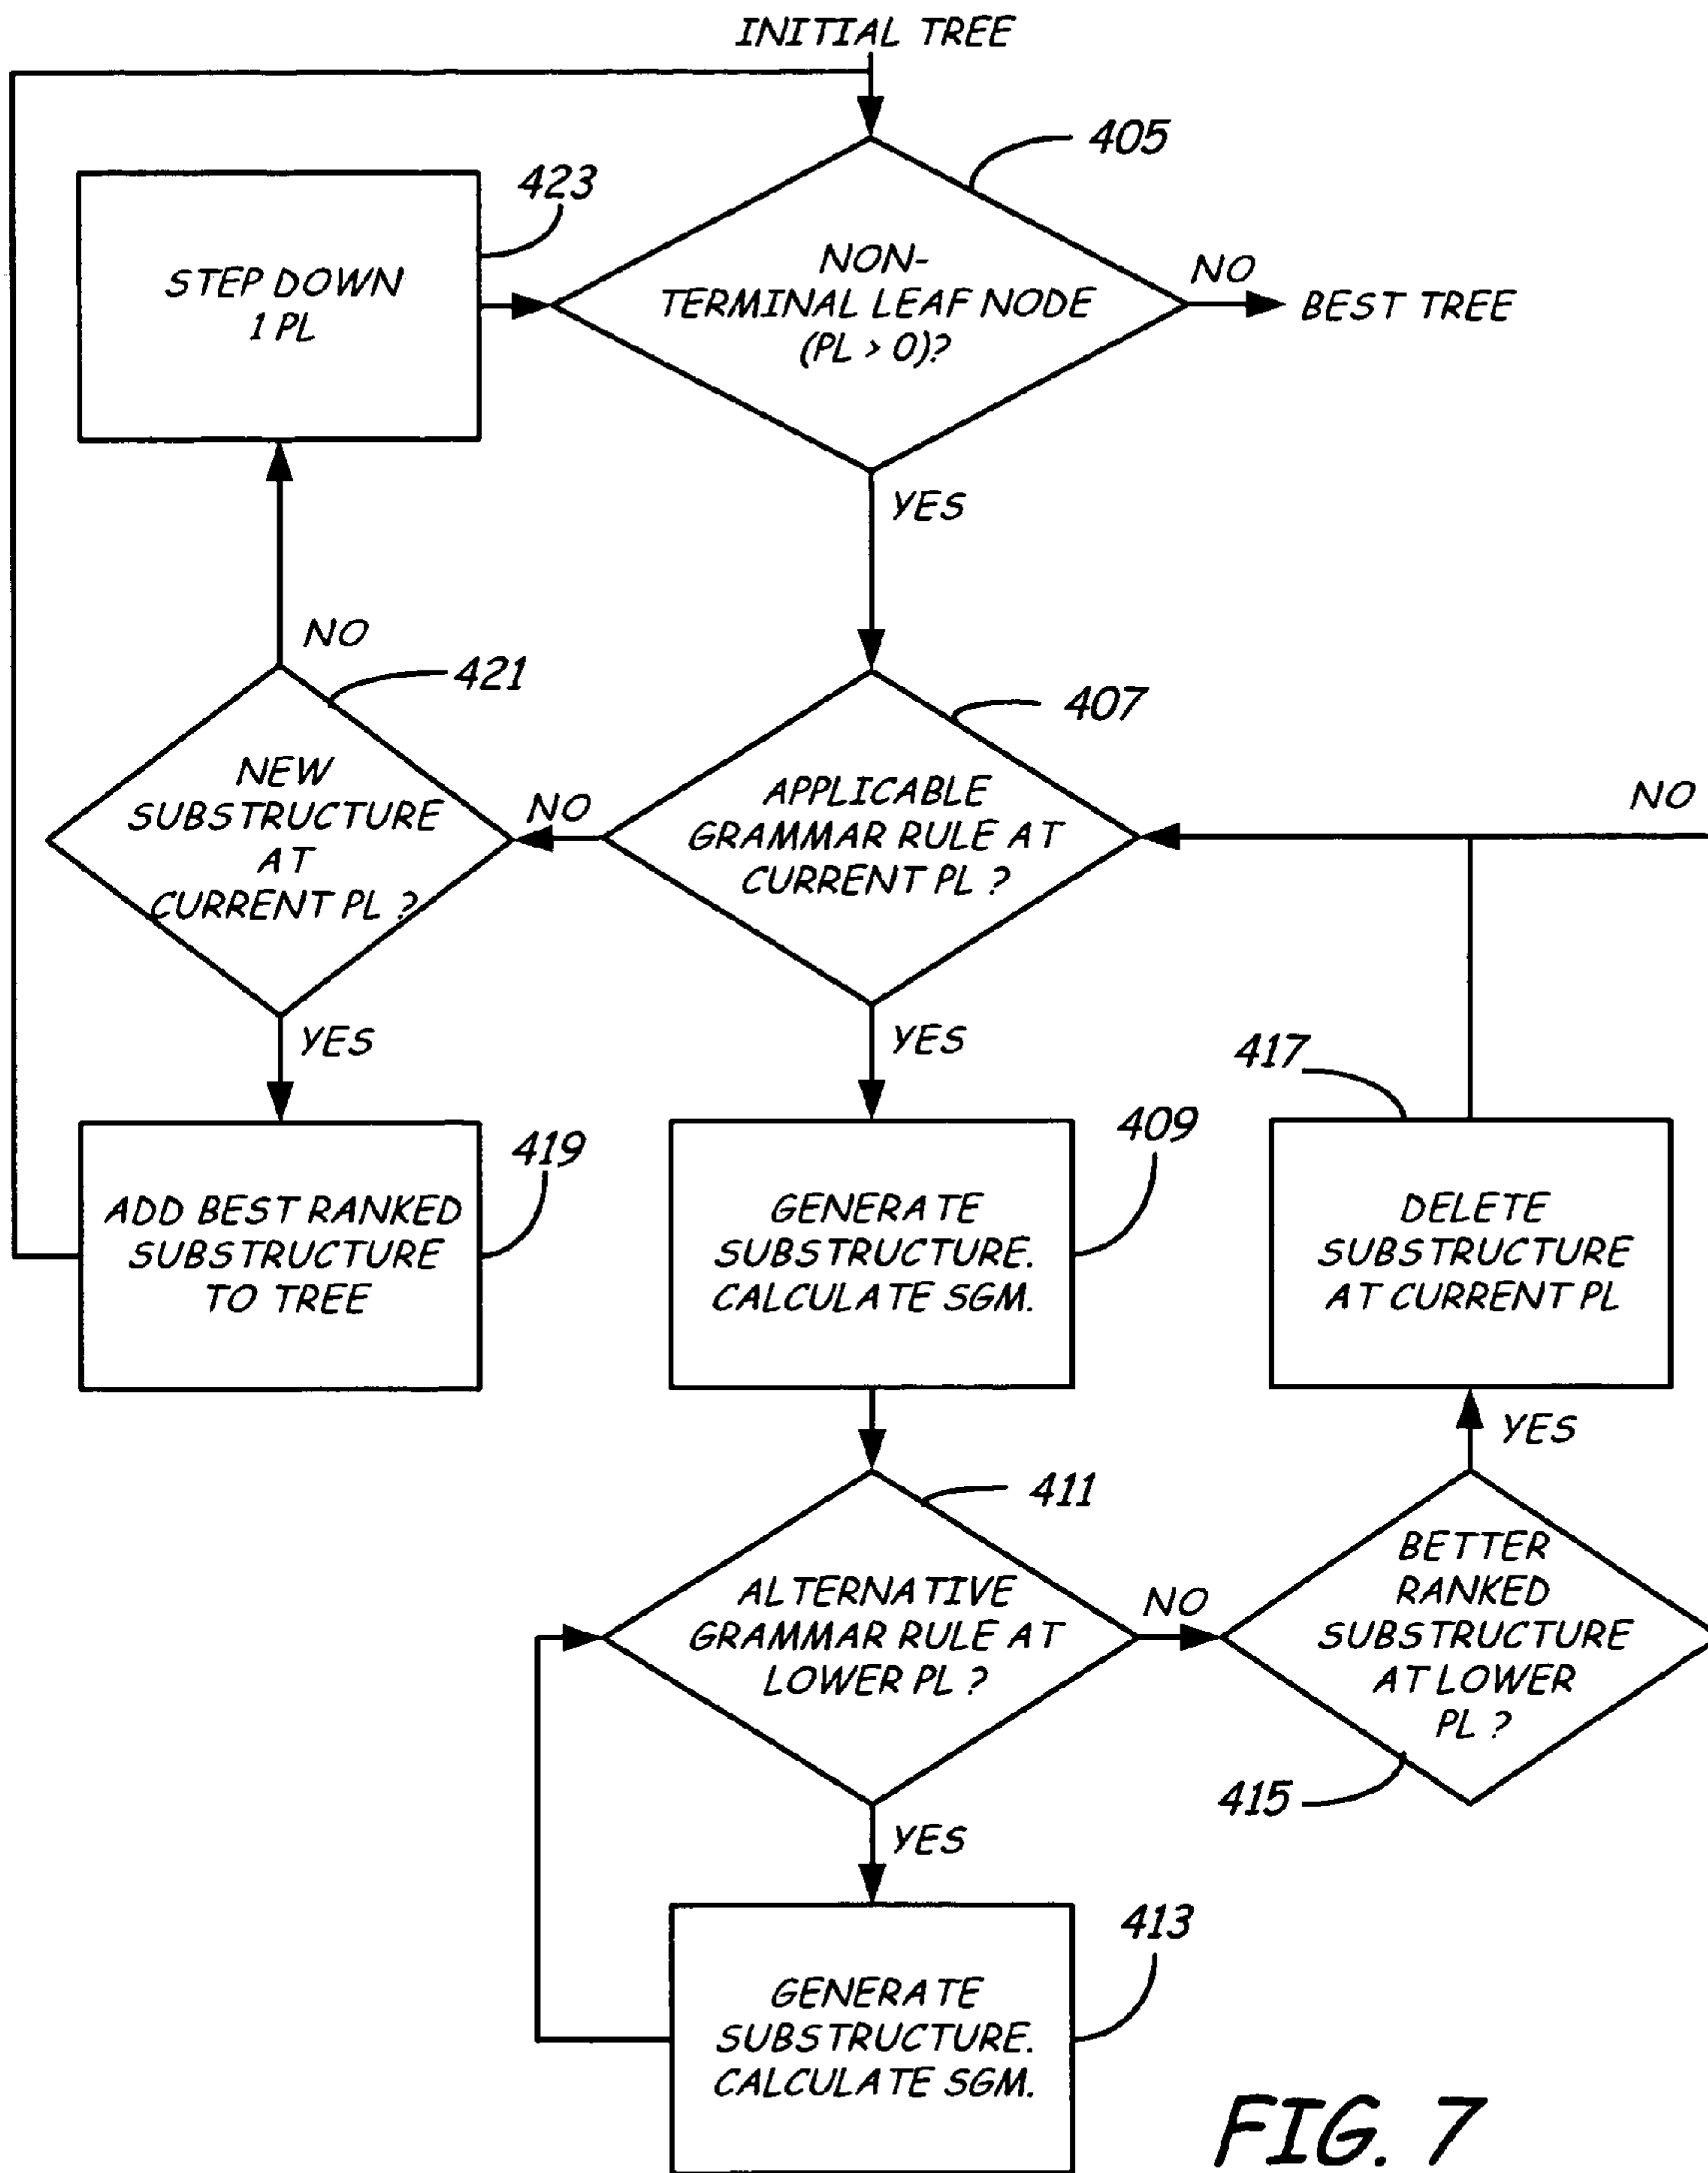 INITIAL TREE
405
423
NON-
TERMINAL LEAF NODE
(PL > 0)?
NO
BEST TREE
STEP DOWN
1 PL
YES
NO
421
407
NEW
SUBSTRUCTURE
AT
CURRENT PL ?
NO
APPLICABLE
GRAMMAR RULE AT
CURRENT PL ?
NO
YES
YES
417
409
419
ADD BEST RANKED
SUBSTRUCTURE
TO TREE
GENERATE
SUBSTRUCTURE.
CALCULATE SGM.
DELETE
SUBSTRUCTURE
AT CURRENT PL
YES
411
ALTERNATIVE
GRAMMAR RULE AT
LOWER PL ?
NO
BETTER
RANKED
SUBSTRUCTURE
AT LOWER
PL ?
415
YES
413
GENERATE
SUBSTRUCTURE.
CALCULATE SGM.
FIG. 7